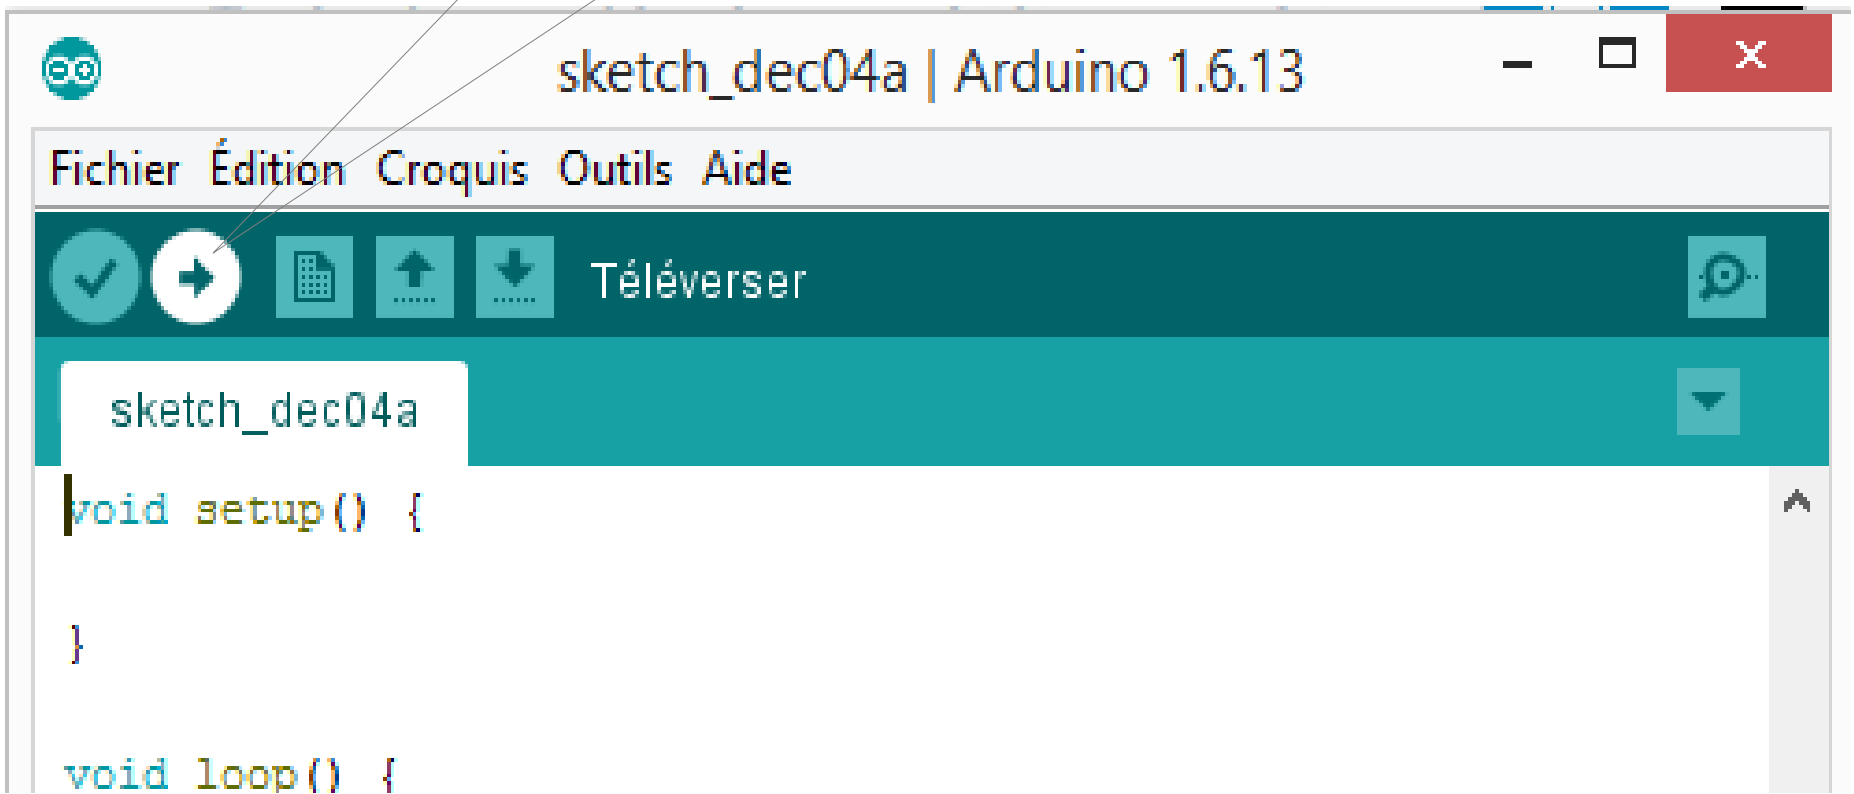 sketch_dec04a | Arduino 1.6.13
Fichier Édition Croquis Outils Aide
Téléverser
sketch_dec04a
void setup() {
}
void loop() {